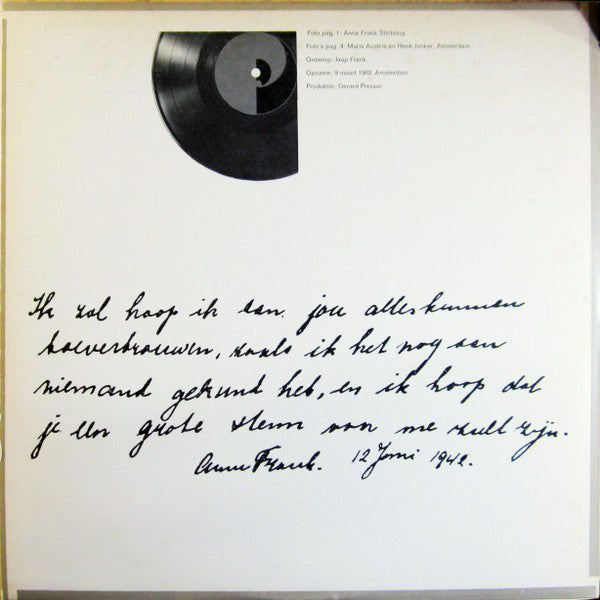 Foto pag. 1: Anne Frank Stichting.
Foto's pag. 4: Maria Austria en Henk Jonker, Amsterdam.
Ontwerp: Jaap Frank.
Opname: 9 maart 1962, Amsterdam.
Produktie: Gerard Piesaur.
Ik zal hoop ik aan jou alles kunnen
toevertrouwen, zoals ik het nog aan
niemand gekund heb, en ik hoop dat
je een grote steun van me zult zijn.
Anne Frank. 12 Juni 1942.